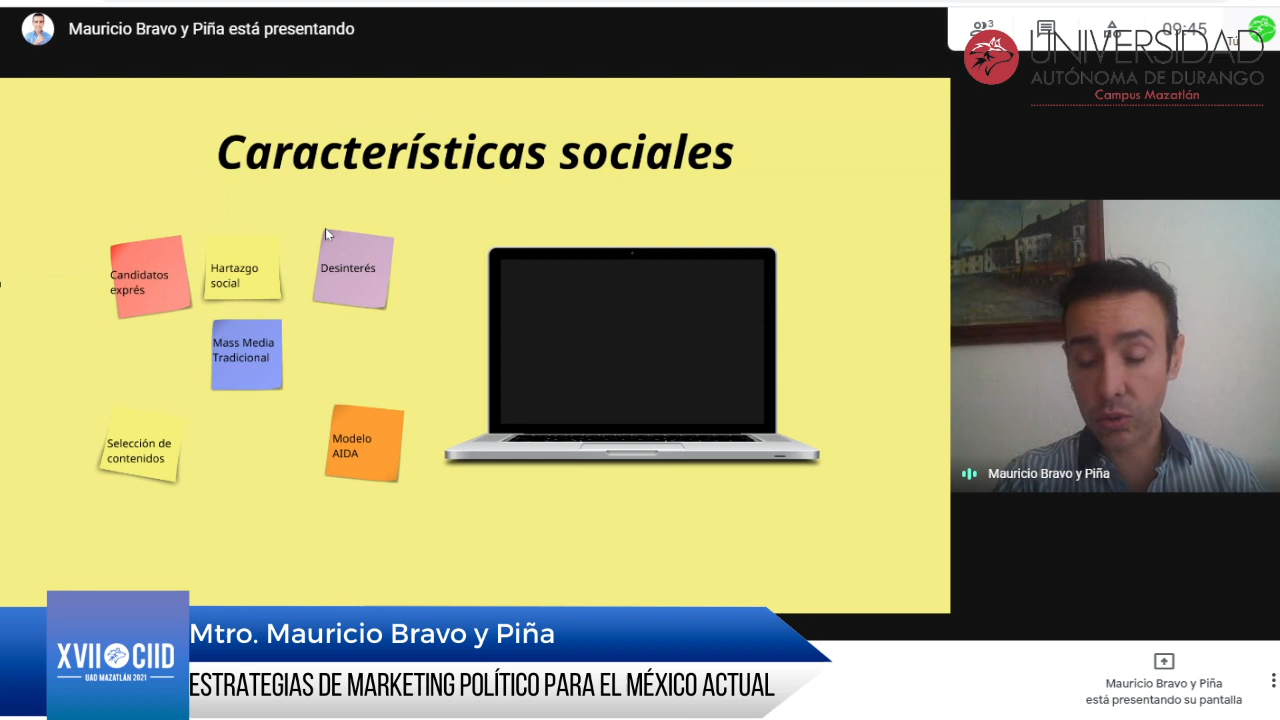 Mauricio Bravo y Piña está presentando
3
09:45
Tú
UNIVERSIDAD
AUTÓNOMA DE DURANGO
Campus Mazatlán
Características sociales
Candidatos
exprés
Hartazgo
social
Desinterés
Mass Media
Tradicional
Selección de
contenidos
Modelo
AIDA
Mauricio Bravo y Piña
Mtro. Mauricio Bravo y Piña
XVII CIID
UAD MAZATLÁN 2021
ESTRATEGIAS DE MARKETING POLÍTICO PARA EL MÉXICO ACTUAL
Mauricio Bravo y Piña
está presentando su pantalla